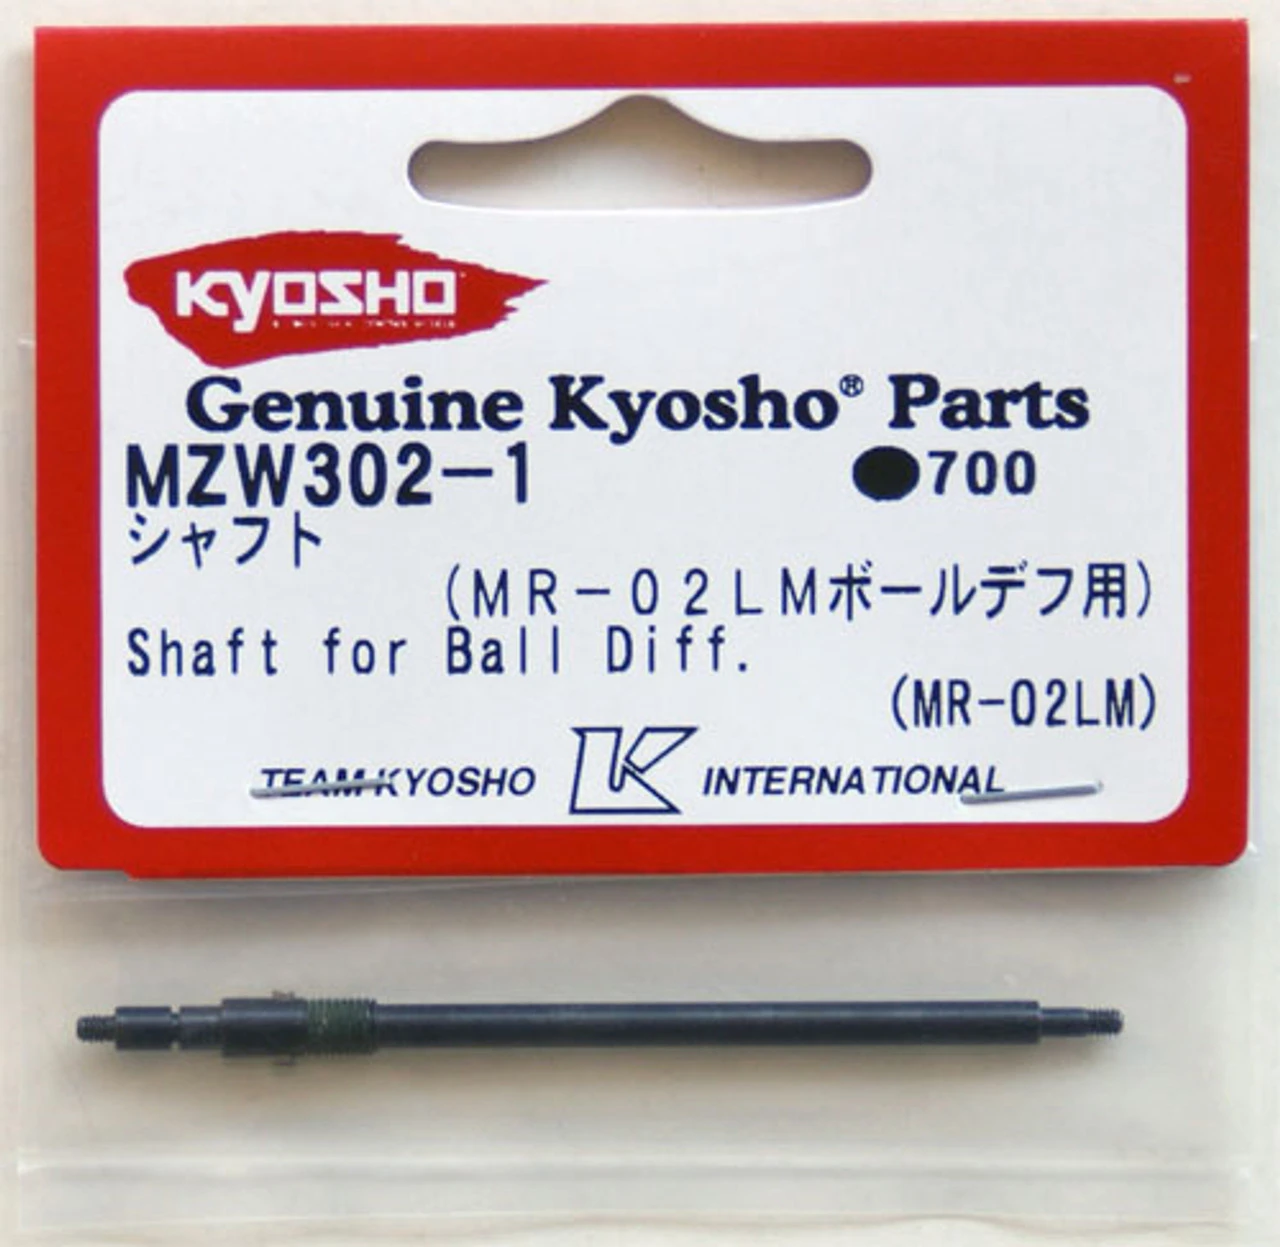 KYOSHO
Genuine Kyosho® Parts
MZW302-1 ●700
シャフト
(MR-02LMボールデフ用)
Shaft for Ball Diff.
(MR-02LM)
TEAM KYOSHO K INTERNATIONAL